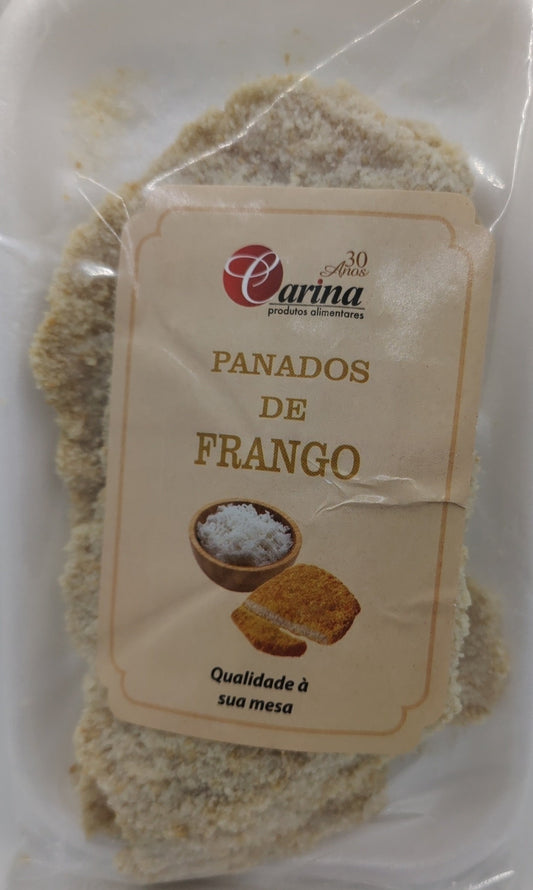 30
Anos
Carina
produtos alimentares
PANADOS
DE
FRANGO
Qualidade à
sua mesa